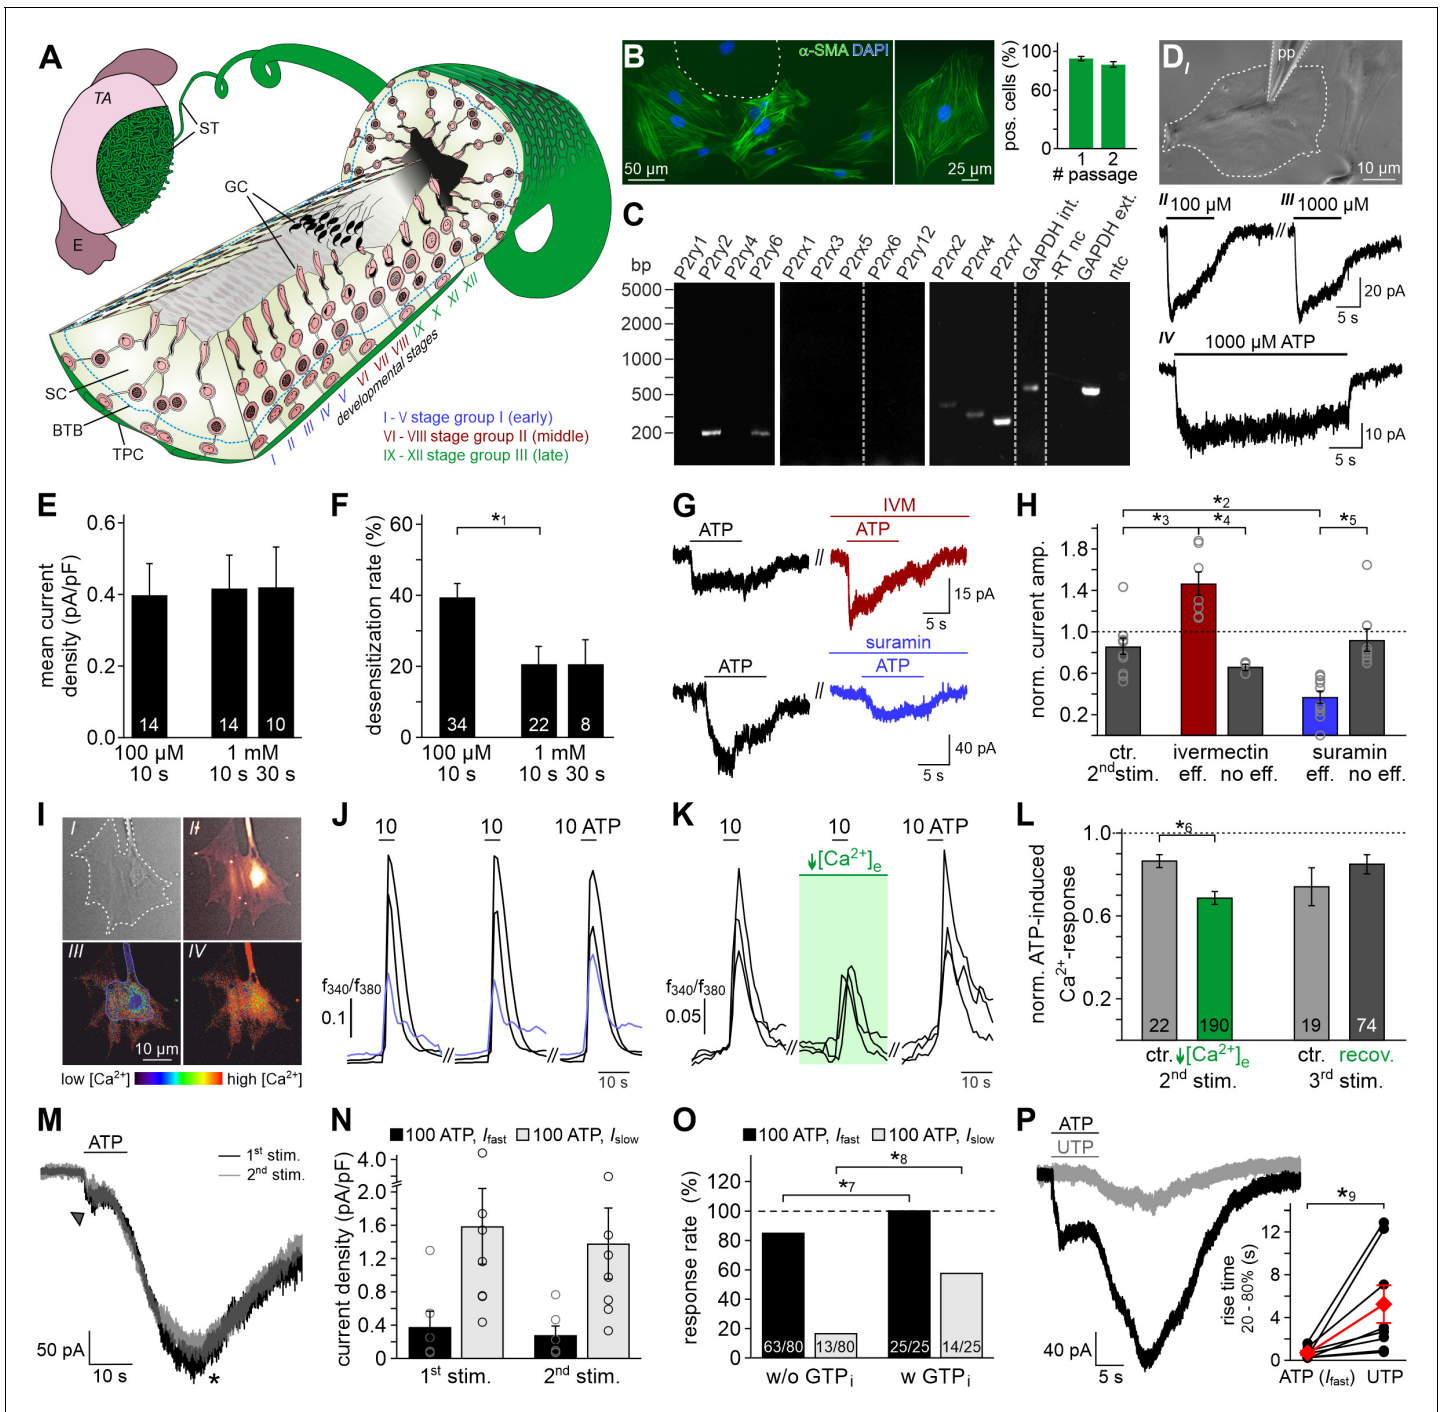 A
TA
ST
E
GC
SC
BTB
TPC
I II III IV V VI VII VIII IX X XI XII
developmental stages
I - V stage group I (early)
VI - VIII stage group II (middle)
IX - XII stage group III (late)
B
α-SMA DAPI
50 µm
25 µm
pos. cells (%)
100
60
0
1 2
# passage
C
bp
5000
2000
1000
500
200
P2ry1
P2ry2
P2ry4
P2ry6
P2rx1
P2rx3
P2rx5
P2rx6
P2ry12
P2rx2
P2rx4
P2rx7
GAPDH int.
-RT nc
GAPDH ext.
ntc
D
I
pp
10 µm
II 100 µM
III 1000 µM
//
20 pA
5 s
IV
1000 µM ATP
10 pA
5 s
E
mean current
density (pA/pF)
0.6
0.4
0.2
0.0
14 14 10
100 µM 1 mM
10 s 10 s 30 s
F
desensitization rate (%)
60
40
20
0
*1
34 22 8
100 µM 1 mM
10 s 10 s 30 s
G
ATP
//
IVM
ATP
15 pA
5 s
ATP
//
suramin
ATP
40 pA
5 s
H
norm. current amp.
1.8
1.4
1.0
0.6
0.2
*2
*3 *4 *5
ctr. ivermectin suramin
2nd stim. eff. no eff. eff. no eff.
I
I II
III IV
10 µm
low [Ca2+] high [Ca2+]
J
10 10 10 ATP
f340/f380
0.1
// //
10 s
K
10 10 10 ATP
↓[Ca2+]e
f340/f380
0.05
// //
10 s
L
norm. ATP-induced
Ca2+-response
1.0
0.6
0.2
*6
22 190 19 74
ctr. ↓[Ca2+]e ctr. recov.
2nd stim. 3rd stim.
M
ATP
1st stim.
2nd stim.
50 pA
10 s
*
N
100 ATP, Ifast 100 ATP, Islow
current density (pA/pF)
4.0
2.0
1.6
1.2
0.8
0.4
0
1st stim. 2nd stim.
O
100 ATP, Ifast 100 ATP, Islow
response rate (%)
120
100
80
60
40
20
0
*8
*7
63/80 13/80 25/25 14/25
w/o GTPi w GTPi
P
ATP
UTP
40 pA
5 s
rise time
20 - 80% (s)
12
8
4
0
*9
ATP (Ifast) UTP